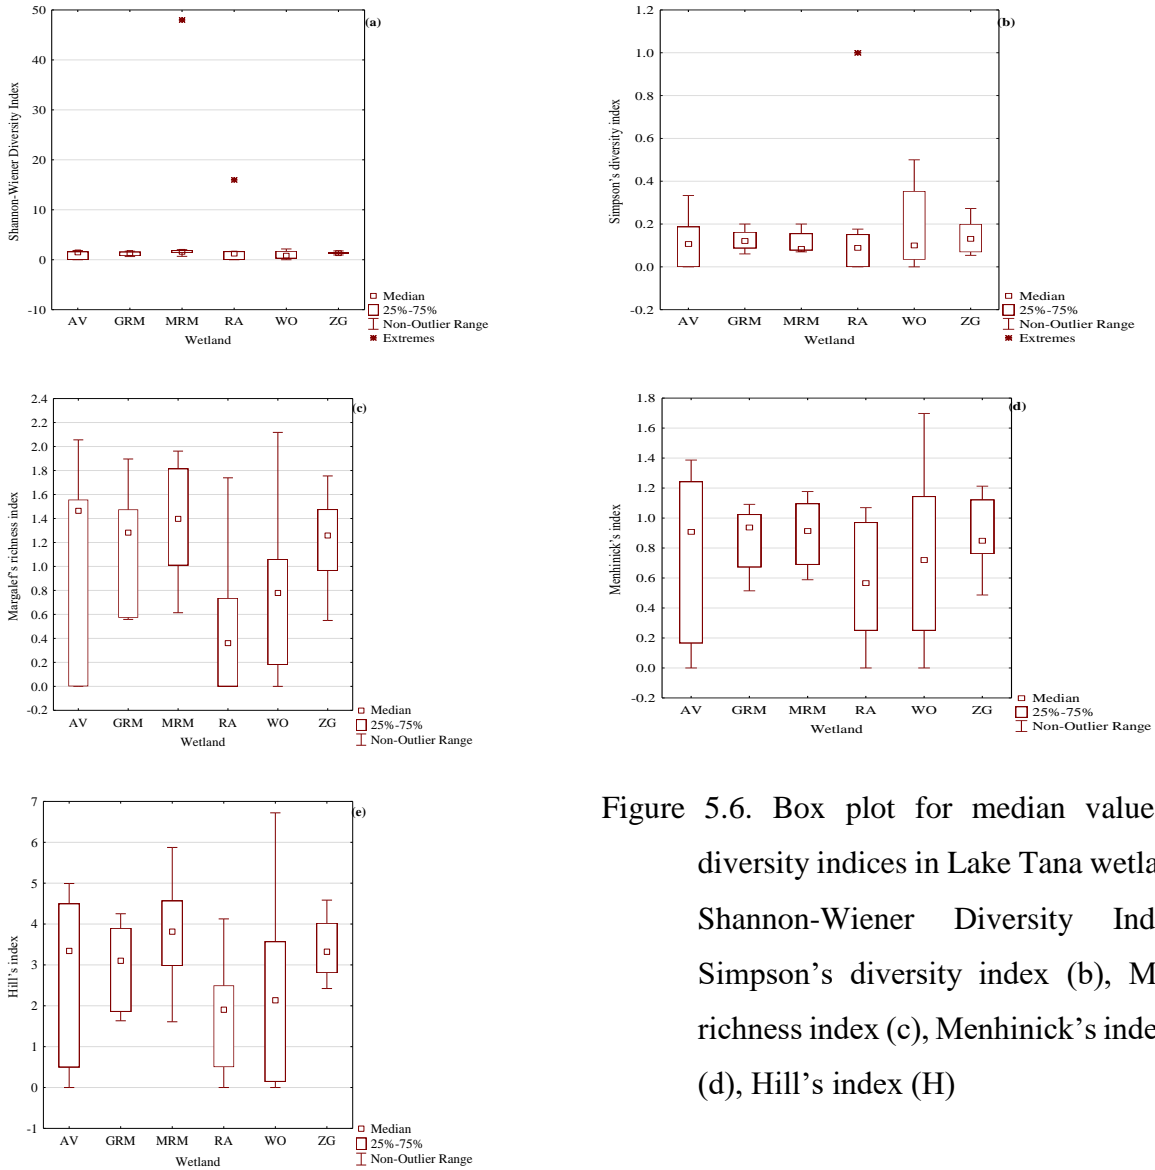 (a)
Shannon-Wiener Diversity Index
50
40
30
20
10
0
-10
AV GRM MRM RA WO ZG
Wetland
Median
25%-75%
Non-Outlier Range
Extremes
(b)
Simpson's diversity index
1.2
1.0
0.8
0.6
0.4
0.2
0.0
-0.2
AV GRM MRM RA WO ZG
Wetland
Median
25%-75%
Non-Outlier Range
Extremes
(c)
Margalef's richness index
2.4
2.2
2.0
1.8
1.6
1.4
1.2
1.0
0.8
0.6
0.4
0.2
0.0
-0.2
AV GRM MRM RA WO ZG
Wetland
Median
25%-75%
Non-Outlier Range
(d)
Menhinick's index
1.8
1.6
1.4
1.2
1.0
0.8
0.6
0.4
0.2
0.0
-0.2
AV GRM MRM RA WO ZG
Wetland
Median
25%-75%
Non-Outlier Range
(e)
Hill's index
7
6
5
4
3
2
1
0
-1
AV GRM MRM RA WO ZG
Wetland
Median
25%-75%
Non-Outlier Range
Figure 5.6. Box plot for median value
diversity indices in Lake Tana wetla
Shannon-Wiener Diversity Ind
Simpson's diversity index (b), M
richness index (c), Menhinick's inde
(d), Hill's index (H)